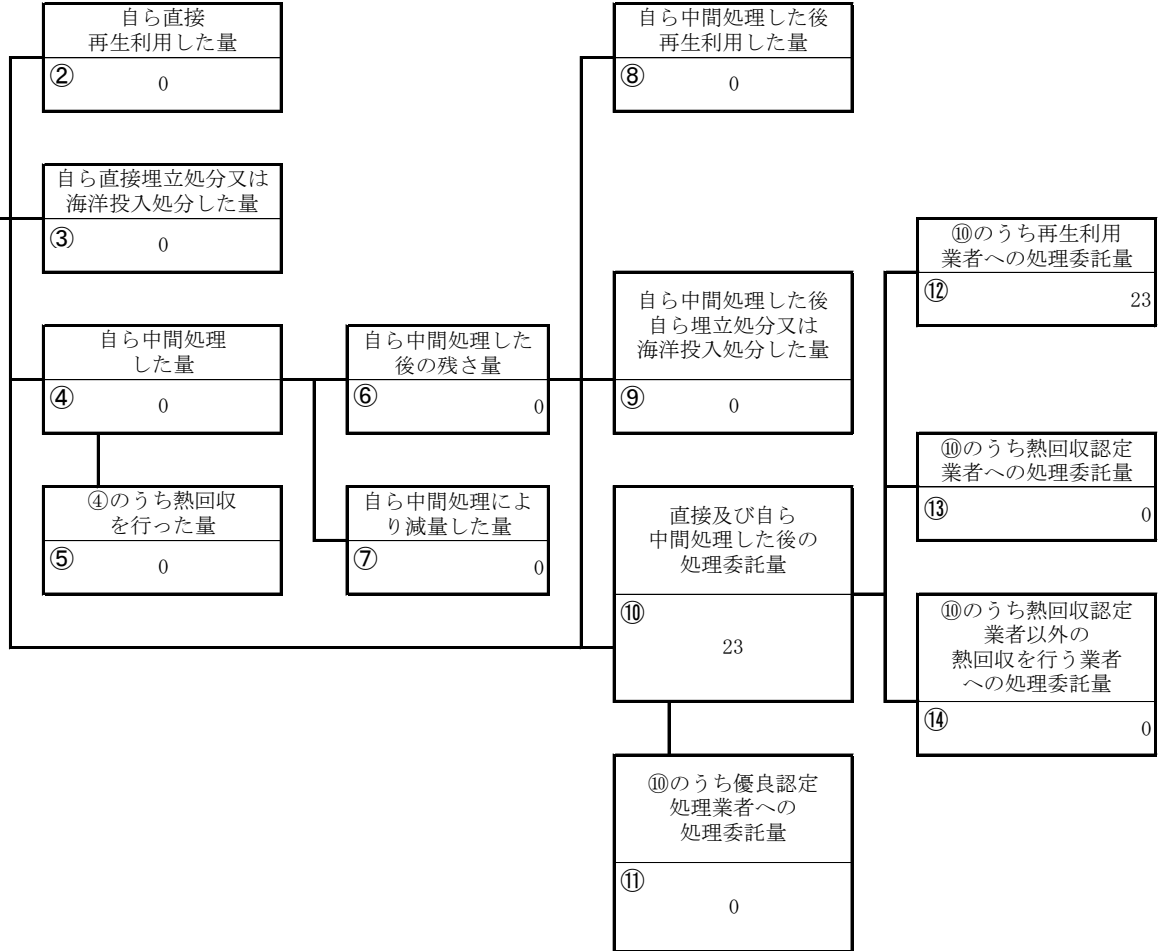 自ら直接
再生利用した量
②
0
自ら直接埋立処分又は
海洋投入処分した量
③
0
自ら中間処理
した量
④
0
④のうち熱回収
を行った量
⑤
0
自ら中間処理した
後の残さ量
⑥
0
自ら中間処理によ
り減量した量
⑦
0
自ら中間処理した後
再生利用した量
⑧
0
自ら中間処理した後
自ら埋立処分又は
海洋投入処分した量
⑨
0
直接及び自ら
中間処理した後の
処理委託量
⑩
23
⑩のうち優良認定
処理業者への
処理委託量
⑪
0
⑩のうち再生利用
業者への処理委託量
⑫
23
⑩のうち熱回収認定
業者への処理委託量
⑬
0
⑩のうち熱回収認定
業者以外の
熱回収を行う業者
への処理委託量
⑭
0